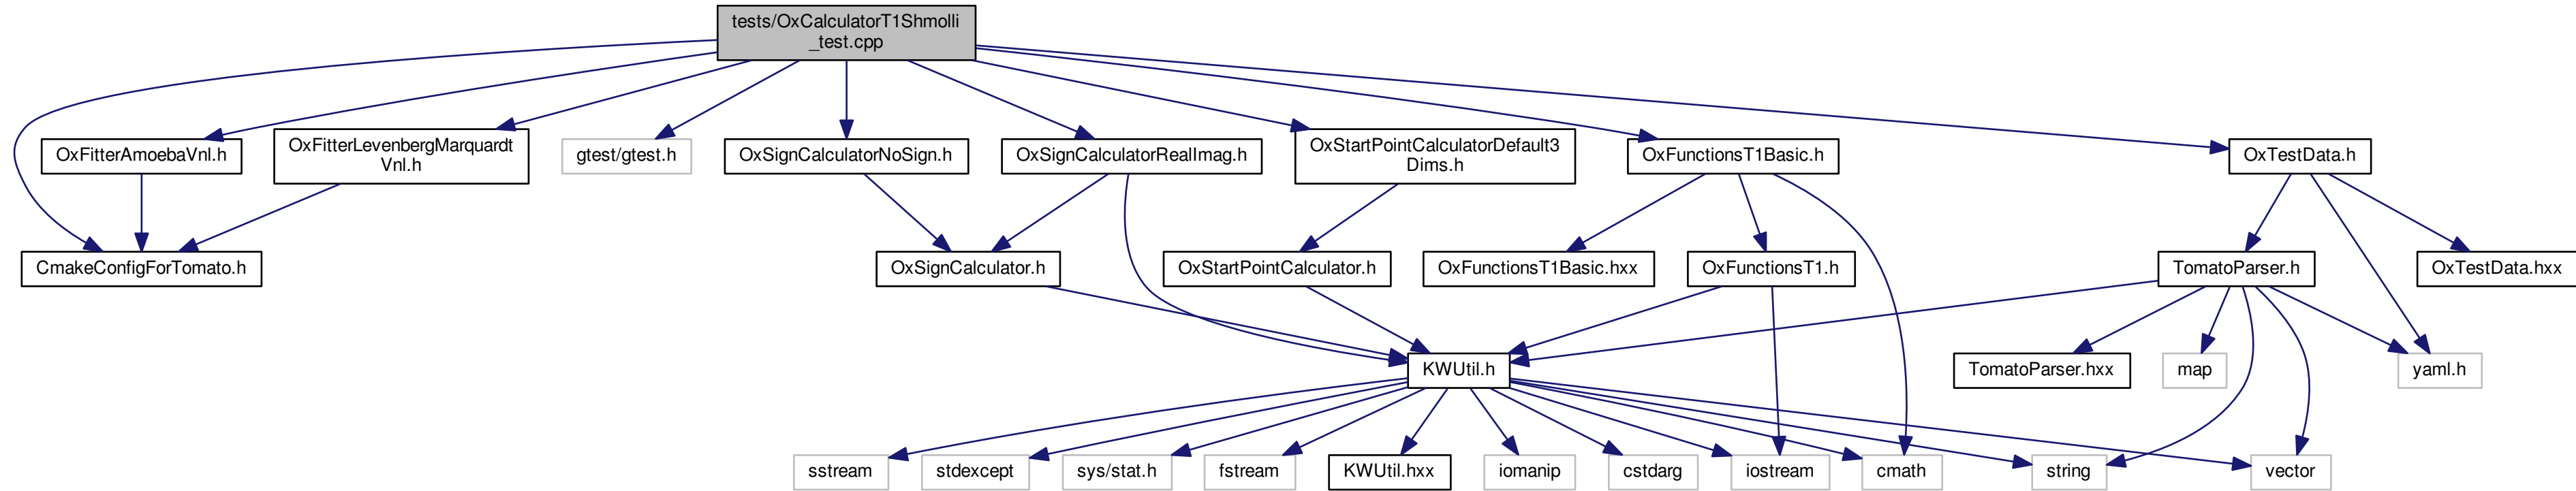 tests/OxCalculatorT1Shmolli
_test.cpp
OxFitterAmoebaVnl.h
OxFitterLevenbergMarquardt
Vnl.h
gtest/gtest.h
OxSignCalculatorNoSign.h
OxSignCalculatorRealImag.h
OxStartPointCalculatorDefault3
Dims.h
OxFunctionsT1Basic.h
OxTestData.h
CmakeConfigForTomato.h
OxSignCalculator.h
OxStartPointCalculator.h
OxFunctionsT1Basic.hxx
OxFunctionsT1.h
TomatoParser.h
OxTestData.hxx
KWUtil.h
TomatoParser.hxx
map
yaml.h
sstream
stdexcept
sys/stat.h
fstream
KWUtil.hxx
iomanip
cstdarg
iostream
cmath
string
vector